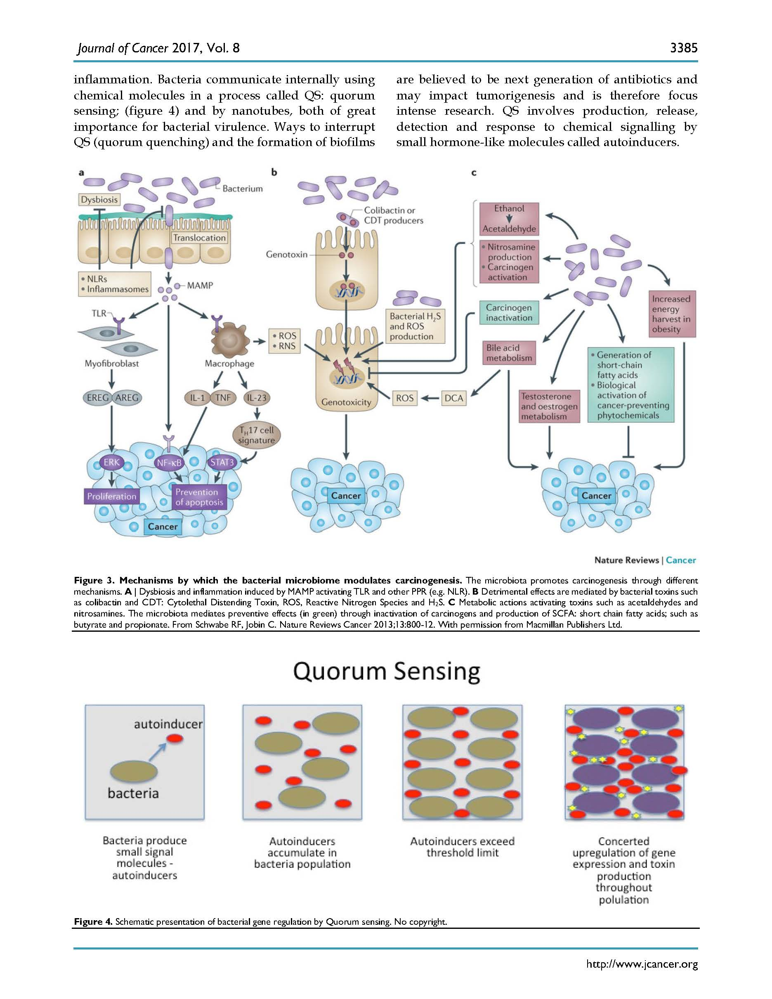 Journal of Cancer 2017, Vol. 8
3385
inflammation. Bacteria communicate internally using
chemical molecules in a process called QS: quorum
sensing; (figure 4) and by nanotubes, both of great
importance for bacterial virulence. Ways to interrupt
QS (quorum quenching) and the formation of biofilms
are believed to be next generation of antibiotics and
may impact tumorigenesis and is therefore focus
intense research. QS involves production, release,
detection and response to chemical signalling by
small hormone-like molecules called autoinducers.
a
Bacterium
Dysbiosis
Translocation
• NLRs
• Inflammasomes
MAMP
TLR
Myofibroblast
Macrophage
• ROS
• RNS
EREG
AREG
IL-1
TNF
IL-23
TH17 cell
signature
ERK
NF-κB
STAT3
Proliferation
Prevention
of apoptosis
Cancer
b
Colibactin or
CDT producers
Genotoxin
Bacterial H2S
and ROS
production
Genotoxicity
ROS
DCA
Cancer
c
Ethanol
Acetaldehyde
• Nitrosamine
production
• Carcinogen
activation
Carcinogen
inactivation
Bile acid
metabolism
Testosterone
and oestrogen
metabolism
• Generation of
short-chain
fatty acids
• Biological
activation of
cancer-preventing
phytochemicals
Increased
energy
harvest in
obesity
Cancer
Nature Reviews | Cancer
Figure 3. Mechanisms by which the bacterial microbiome modulates carcinogenesis. The microbiota promotes carcinogenesis through different
mechanisms. A | Dysbiosis and inflammation induced by MAMP activating TLR and other PPR (e.g. NLR). B Detrimental effects are mediated by bacterial toxins such
as colibactin and CDT: Cytolethal Distending Toxin, ROS, Reactive Nitrogen Species and H2S. C Metabolic actions activating toxins such as acetaldehydes and
nitrosamines. The microbiota mediates preventive effects (in green) through inactivation of carcinogens and production of SCFA: short chain fatty acids; such as
butyrate and propionate. From Schwabe RF, Jobin C. Nature Reviews Cancer 2013;13:800-12. With permission from Macmillan Publishers Ltd.
Quorum Sensing
autoinducer
bacteria
Bacteria produce
small signal
molecules -
autoinducers
Autoinducers
accumulate in
bacteria population
Autoinducers exceed
threshold limit
Concerted
upregulation of gene
expression and toxin
production
throughout
polulation
Figure 4. Schematic presentation of bacterial gene regulation by Quorum sensing. No copyright.
http://www.jcancer.org